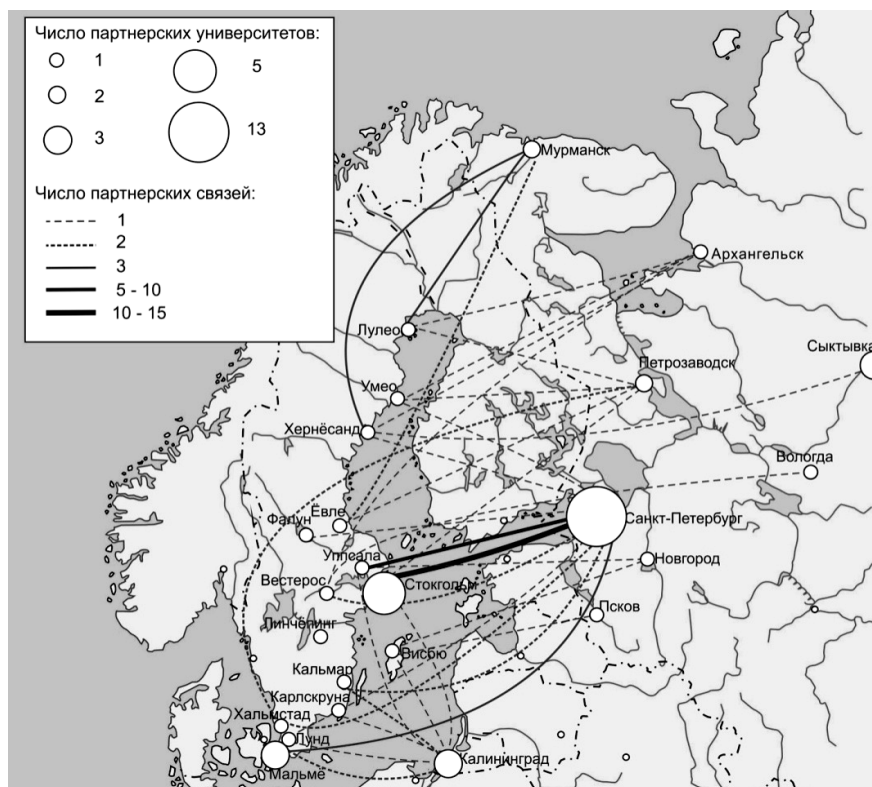 Число партнерских университетов:
1
5
2
3
13
Число партнерских связей:
1
2
3
5 - 10
10 - 15
Мурманск
Архангельск
Лулео
Сыктывка
Петрозаводск
Умео
Хернёсанд
Вологда
Ёвле
Фалун
Санкт-Петербург
Уппсала
Новгород
Вестерос
Стокгольм
Псков
Линчёпинг
Висбю
Кальмар
Карлскруна
Хальмстад
Лунд
Калининград
Мальмё